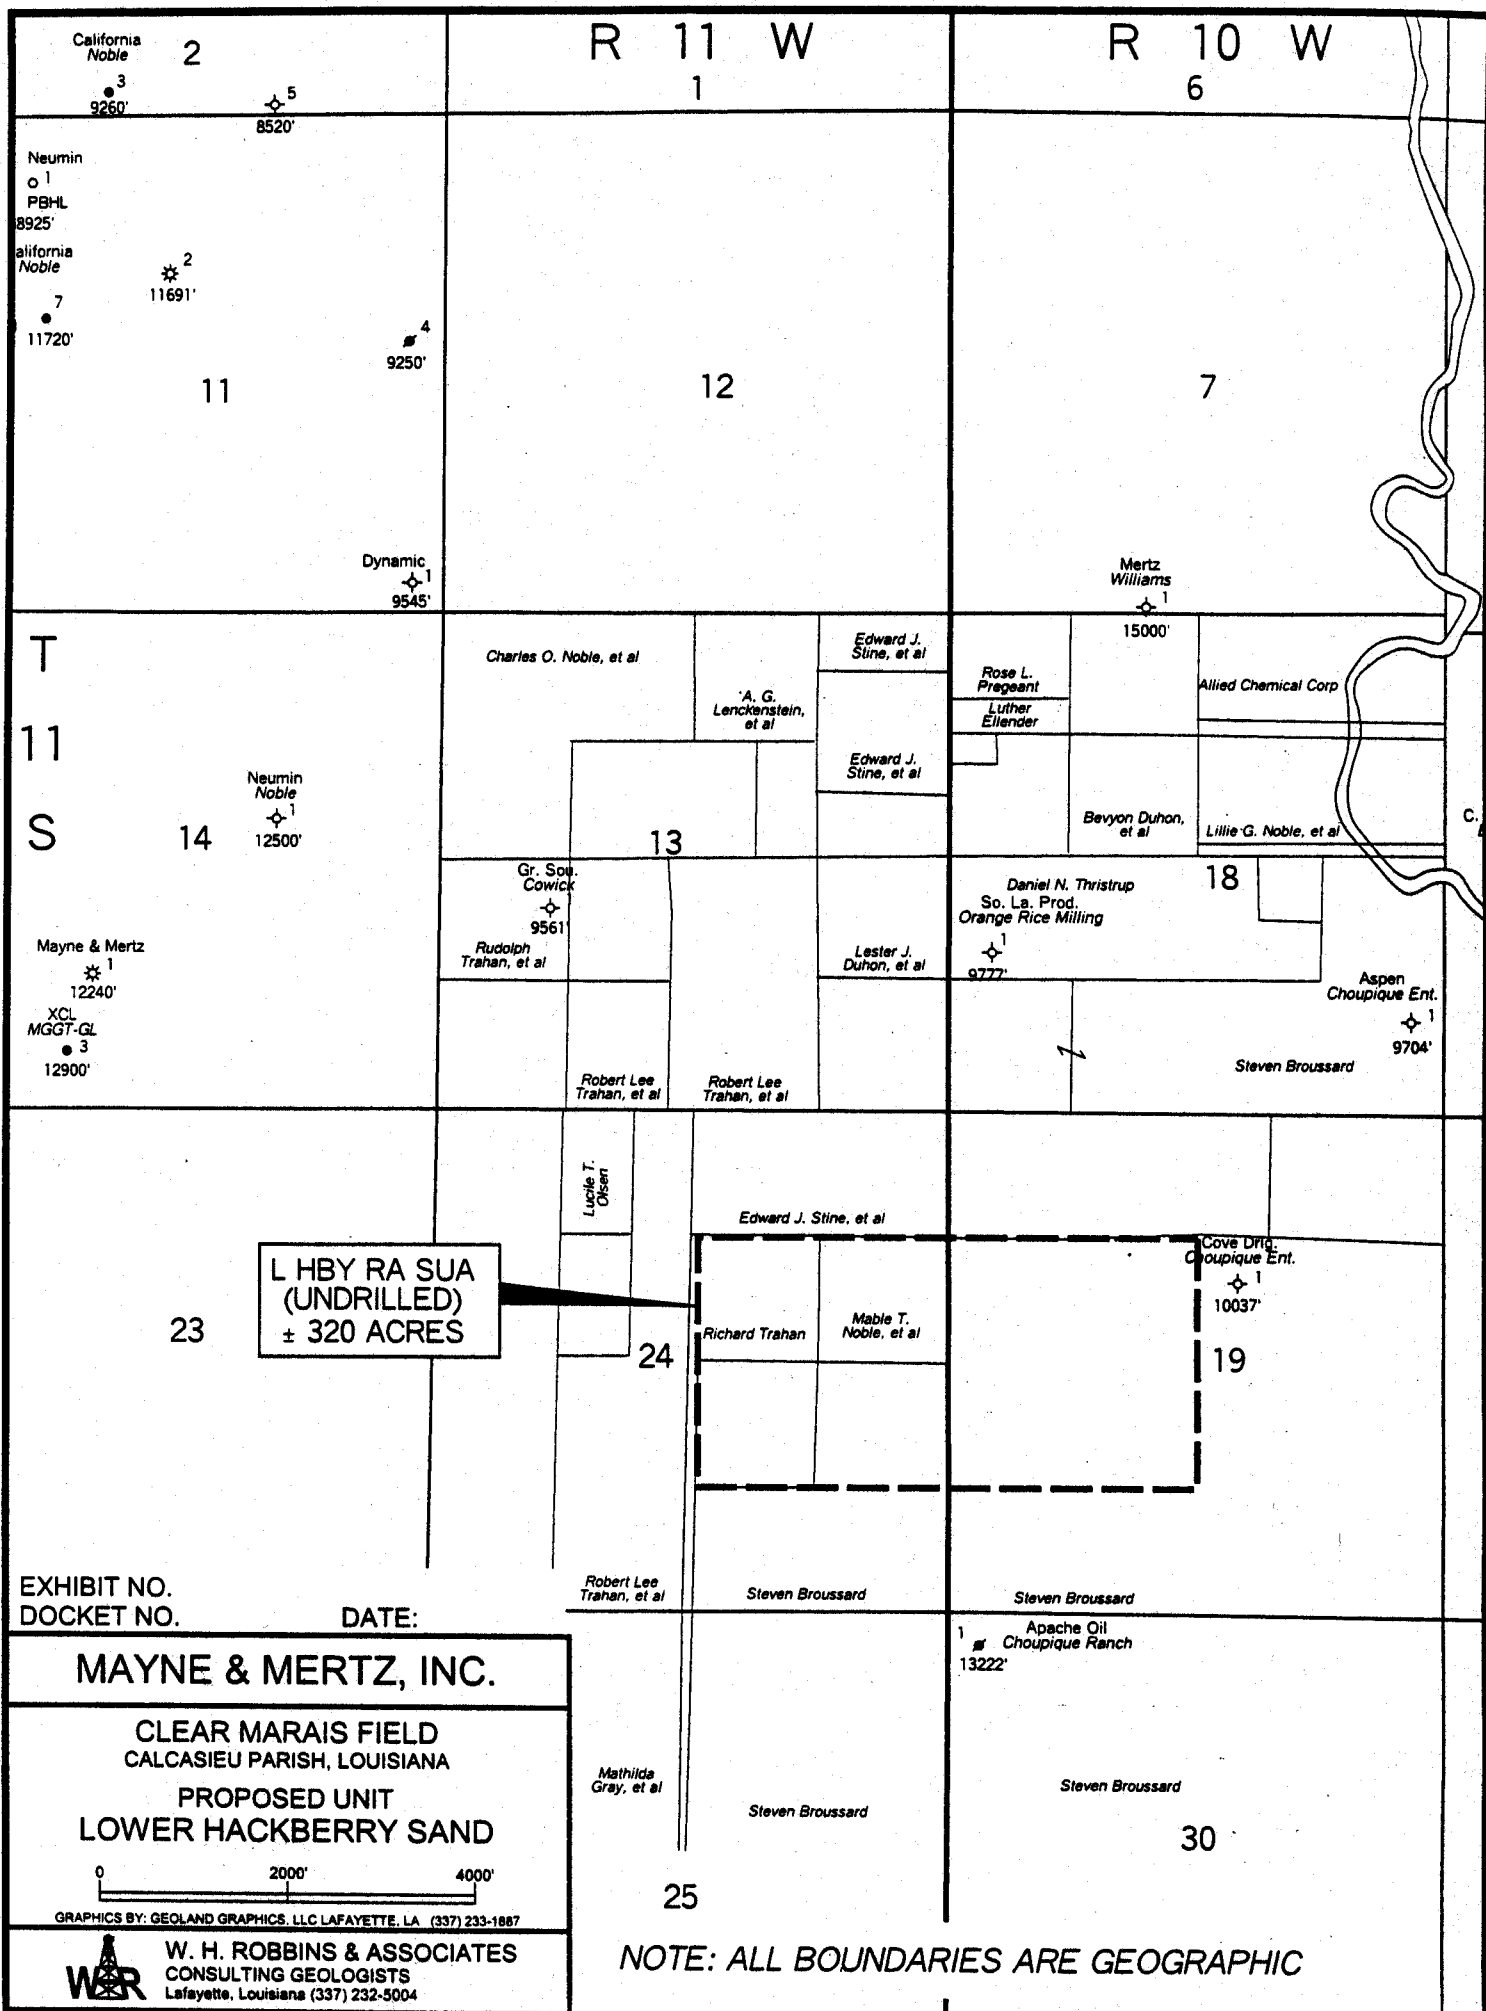 R 11 W
R 10 W
California
Noble
2
3
9260'
5
8520'
1
6
Neumin
1
PBHL
8925'
alifornia
Noble
7
11720'
2
11691'
4
9250'
11
12
7
Dynamic
1
9545'
Mertz
Williams
1
15000'
T
11
S
Charles O. Noble, et al
A. G.
Lenckenstein,
et al
Edward J.
Stine, et al
Edward J.
Stine, et al
Rose L.
Pregeant
Luther
Ellender
Allied Chemical Corp
Neumin
Noble
1
12500'
14
13
Bevyon Duhon,
et al
Lillie G. Noble, et al
C.
18
Gr. Sou.
Cowick
9561'
Rudolph
Trahan, et al
Lester J.
Duhon, et al
Daniel N. Thristrup
So. La. Prod.
Orange Rice Milling
1
9777'
Mayne & Mertz
1
12240'
XCL
MGGT-GL
3
12900'
Aspen
Choupique Ent.
1
9704'
Steven Broussard
Robert Lee
Trahan, et al
Robert Lee
Trahan, et al
Lucile T.
Olsen
Edward J. Stine, et al
L HBY RA SUA
(UNDRILLED)
± 320 ACRES
23
24
Richard Trahan
Mable T.
Noble, et al
Cove Drlg.
Choupique Ent.
1
10037'
19
Robert Lee
Trahan, et al
Steven Broussard
Steven Broussard
1
Apache Oil
Choupique Ranch
13222'
Mathilda
Gray, et al
Steven Broussard
Steven Broussard
30
25
EXHIBIT NO.
DOCKET NO. DATE:
MAYNE & MERTZ, INC.
CLEAR MARAIS FIELD
CALCASIEU PARISH, LOUISIANA
PROPOSED UNIT
LOWER HACKBERRY SAND
0 2000' 4000'
GRAPHICS BY: GEOLAND GRAPHICS, LLC LAFAYETTE, LA (337) 233-1887
W R
W. H. ROBBINS & ASSOCIATES
CONSULTING GEOLOGISTS
Lafayette, Louisiana (337) 232-5004
NOTE: ALL BOUNDARIES ARE GEOGRAPHIC